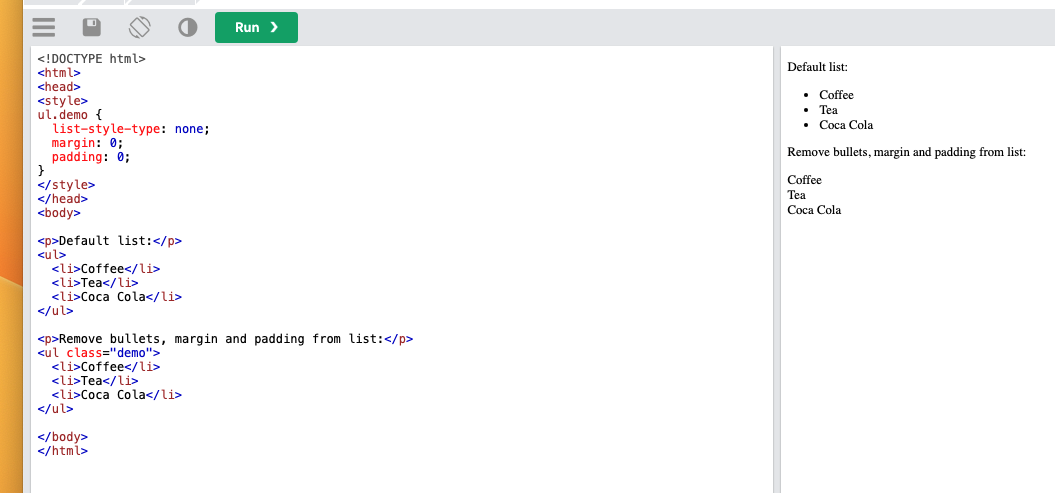 Run ❯
<!DOCTYPE html>
<html>
<head>
<style>
ul.demo {
  list-style-type: none;
  margin: 0;
  padding: 0;
}
</style>
</head>
<body>

<p>Default list:</p>
<ul>
  <li>Coffee</li>
  <li>Tea</li>
  <li>Coca Cola</li>
</ul>

<p>Remove bullets, margin and padding from list:</p>
<ul class="demo">
  <li>Coffee</li>
  <li>Tea</li>
  <li>Coca Cola</li>
</ul>

</body>
</html>
Default list:
• Coffee
• Tea
• Coca Cola
Remove bullets, margin and padding from list:
Coffee
Tea
Coca Cola